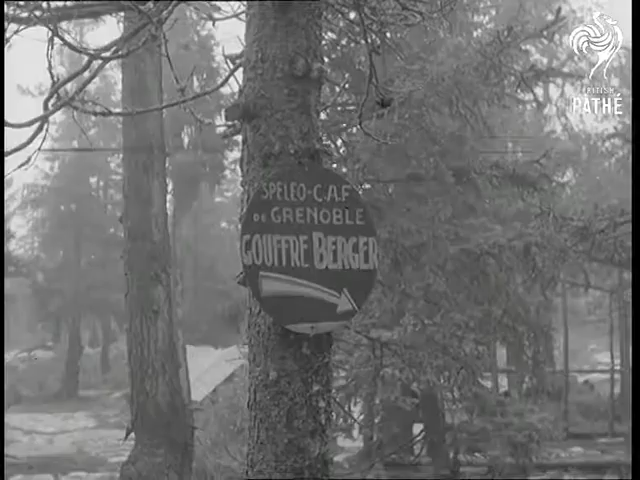 SPELEO-C.A.F
DE GRENOBLE
GOUFFRE BERGER
BRITISH
PATHÉ